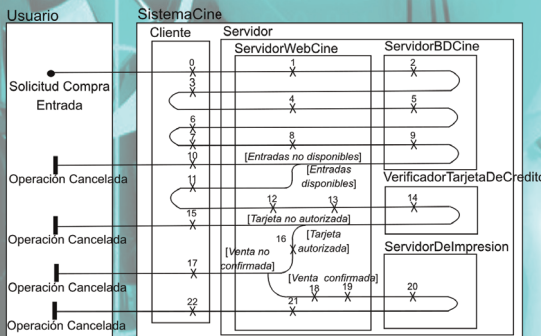 Usuario
SistemaCine
Cliente
Servidor
ServidorWebCine
ServidorBDCine
0
1
2
Solicitud Compra
Entrada
3
4
5
6
7
8
9
10
[Entradas no disponibles]
[Entradas
disponibles]
Operación Cancelada
11
VerificadorTarjetaDeCredito
12
13
14
15
[Tarjeta no autorizada]
[Tarjeta
autorizada]
Operación Cancelada
16
[Venta no
confirmada]
ServidorDeImpresion
17
[Venta confirmada]
Operación Cancelada
18
19
20
21
22
Operación Cancelada